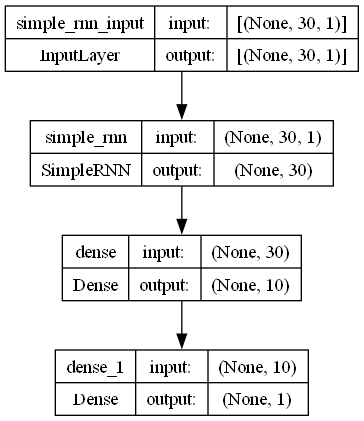 simple_rnn_input input: [(None, 30, 1)]
InputLayer output: [(None, 30, 1)]
simple_rnn input: (None, 30, 1)
SimpleRNN output: (None, 30)
dense input: (None, 30)
Dense output: (None, 10)
dense_1 input: (None, 10)
Dense output: (None, 1)